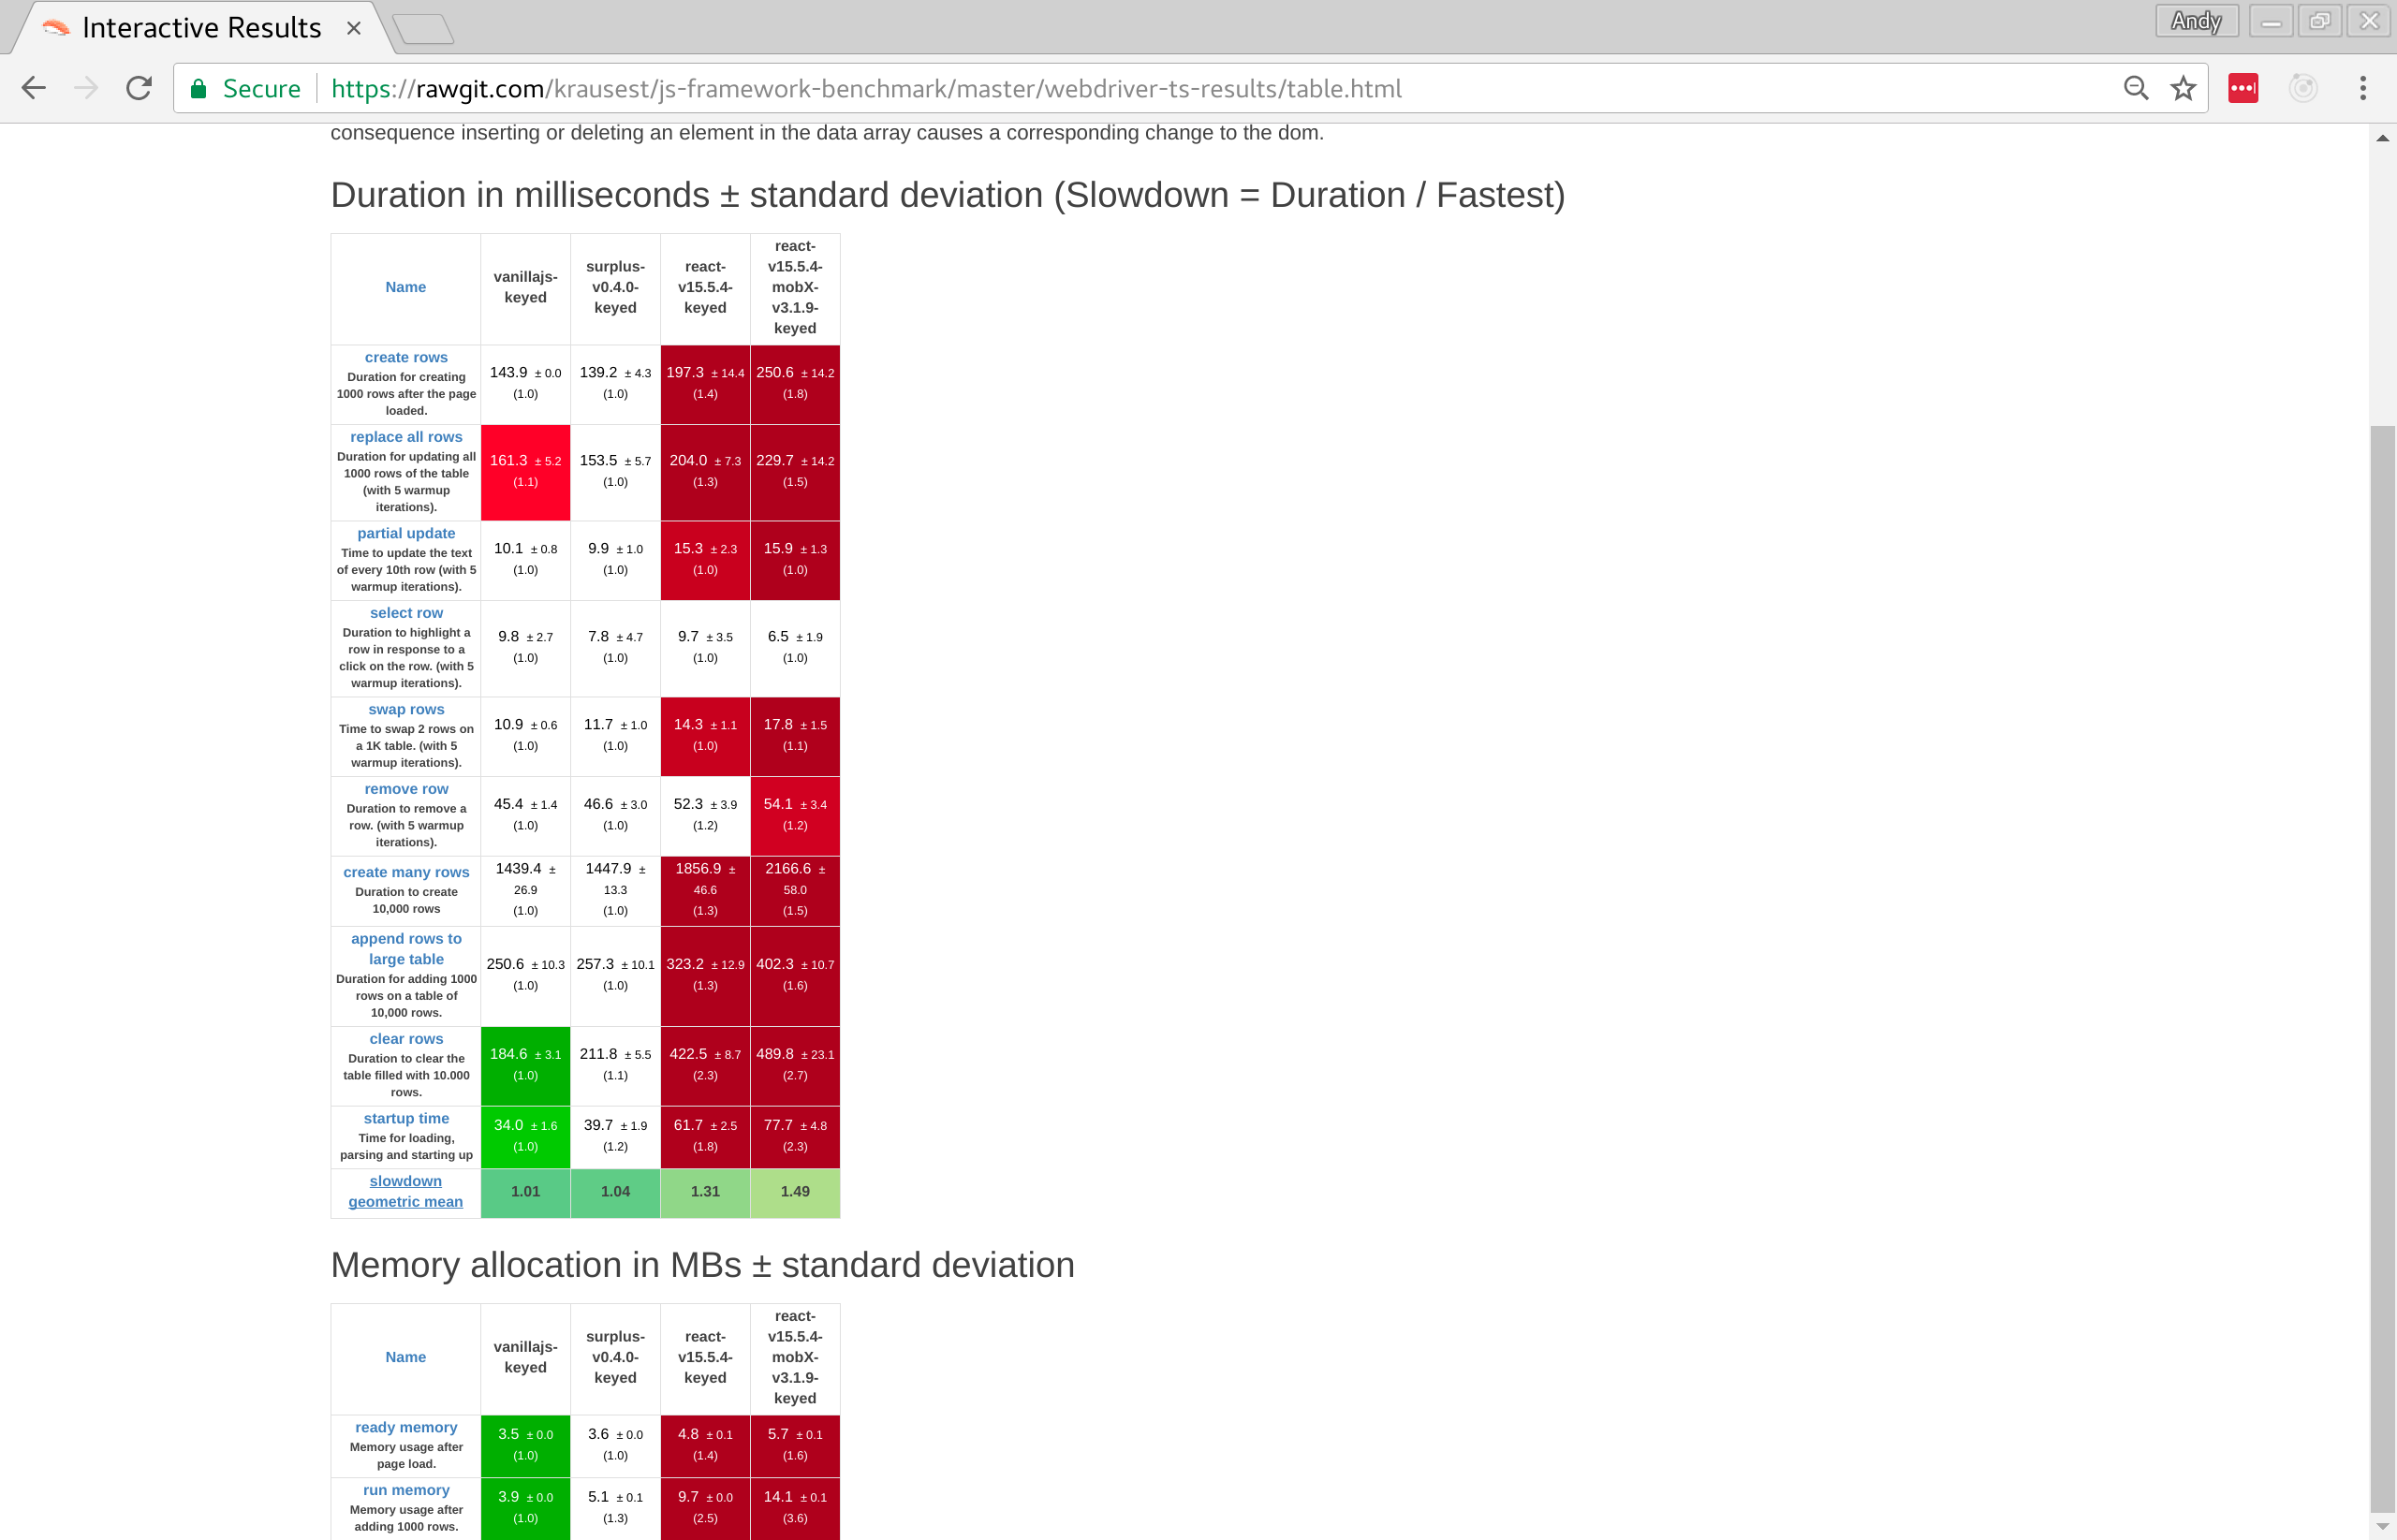 Interactive Results
Andy
Secure https://rawgit.com/krausest/js-framework-benchmark/master/webdriver-ts-results/table.html
consequence inserting or deleting an element in the data array causes a corresponding change to the dom.
Duration in milliseconds ± standard deviation (Slowdown = Duration / Fastest)
Name
vanillajs-
keyed
surplus-
v0.4.0-
keyed
react-
v15.5.4-
keyed
react-
v15.5.4-
mobX-
v3.1.9-
keyed
create rows
Duration for creating
1000 rows after the page
loaded.
143.9 ± 0.0
(1.0)
139.2 ± 4.3
(1.0)
197.3 ± 14.4
(1.4)
250.6 ± 14.2
(1.8)
replace all rows
Duration for updating all
1000 rows of the table
(with 5 warmup
iterations).
161.3 ± 5.2
(1.1)
153.5 ± 5.7
(1.0)
204.0 ± 7.3
(1.3)
229.7 ± 14.2
(1.5)
partial update
Time to update the text
of every 10th row (with 5
warmup iterations).
10.1 ± 0.8
(1.0)
9.9 ± 1.0
(1.0)
15.3 ± 2.3
(1.0)
15.9 ± 1.3
(1.0)
select row
Duration to highlight a
row in response to a
click on the row. (with 5
warmup iterations).
9.8 ± 2.7
(1.0)
7.8 ± 4.7
(1.0)
9.7 ± 3.5
(1.0)
6.5 ± 1.9
(1.0)
swap rows
Time to swap 2 rows on
a 1K table. (with 5
warmup iterations).
10.9 ± 0.6
(1.0)
11.7 ± 1.0
(1.0)
14.3 ± 1.1
(1.0)
17.8 ± 1.5
(1.1)
remove row
Duration to remove a
row. (with 5 warmup
iterations).
45.4 ± 1.4
(1.0)
46.6 ± 3.0
(1.0)
52.3 ± 3.9
(1.2)
54.1 ± 3.4
(1.2)
create many rows
Duration to create
10,000 rows
1439.4 ±
26.9
(1.0)
1447.9 ±
13.3
(1.0)
1856.9 ±
46.6
(1.3)
2166.6 ±
58.0
(1.5)
append rows to
large table
Duration for adding 1000
rows on a table of
10,000 rows.
250.6 ± 10.3
(1.0)
257.3 ± 10.1
(1.0)
323.2 ± 12.9
(1.3)
402.3 ± 10.7
(1.6)
clear rows
Duration to clear the
table filled with 10.000
rows.
184.6 ± 3.1
(1.0)
211.8 ± 5.5
(1.1)
422.5 ± 8.7
(2.3)
489.8 ± 23.1
(2.7)
startup time
Time for loading,
parsing and starting up
34.0 ± 1.6
(1.0)
39.7 ± 1.9
(1.2)
61.7 ± 2.5
(1.8)
77.7 ± 4.8
(2.3)
slowdown
geometric mean
1.01
1.04
1.31
1.49
Memory allocation in MBs ± standard deviation
Name
vanillajs-
keyed
surplus-
v0.4.0-
keyed
react-
v15.5.4-
keyed
react-
v15.5.4-
mobX-
v3.1.9-
keyed
ready memory
Memory usage after
page load.
3.5 ± 0.0
(1.0)
3.6 ± 0.0
(1.0)
4.8 ± 0.1
(1.4)
5.7 ± 0.1
(1.6)
run memory
Memory usage after
adding 1000 rows.
3.9 ± 0.0
(1.0)
5.1 ± 0.1
(1.3)
9.7 ± 0.0
(2.5)
14.1 ± 0.1
(3.6)